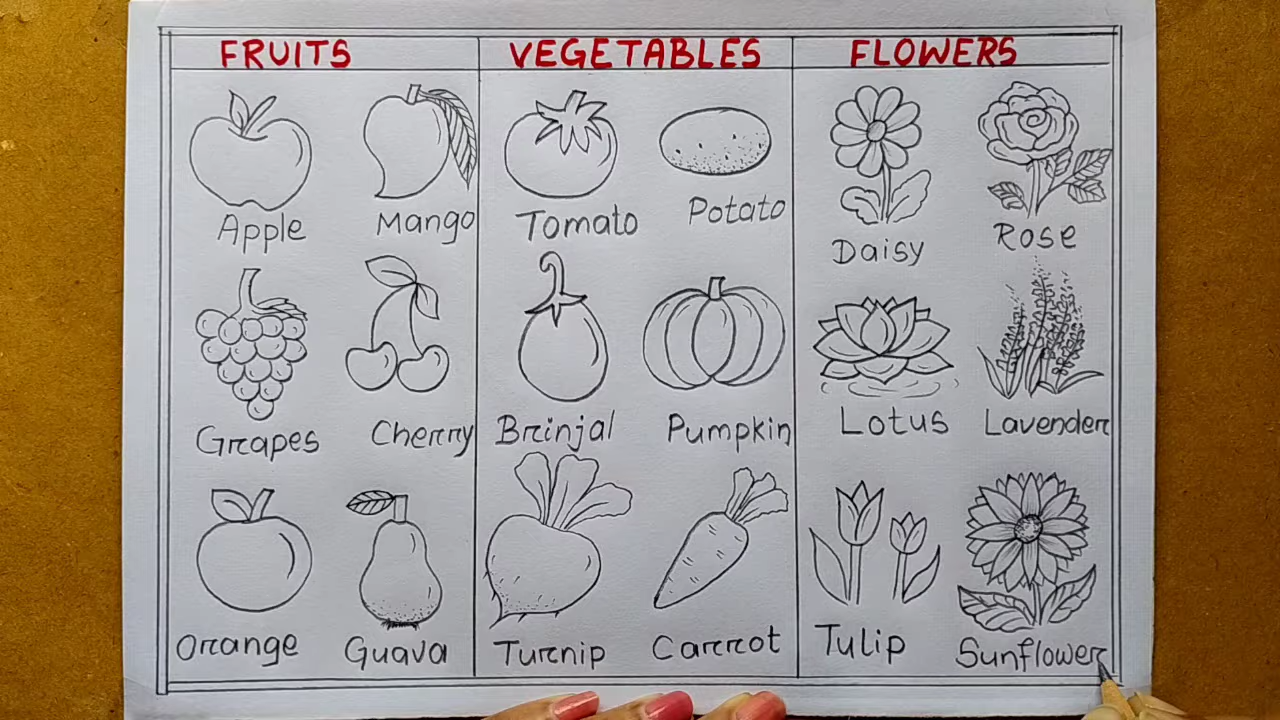 FRUITS VEGETABLES FLOWERS
Apple Mango Tomato Potato Daisy Rose
Grapes Cherry Brinjal Pumpkin Lotus Lavender
Orange Guava Turnip Carrot Tulip Sunflower